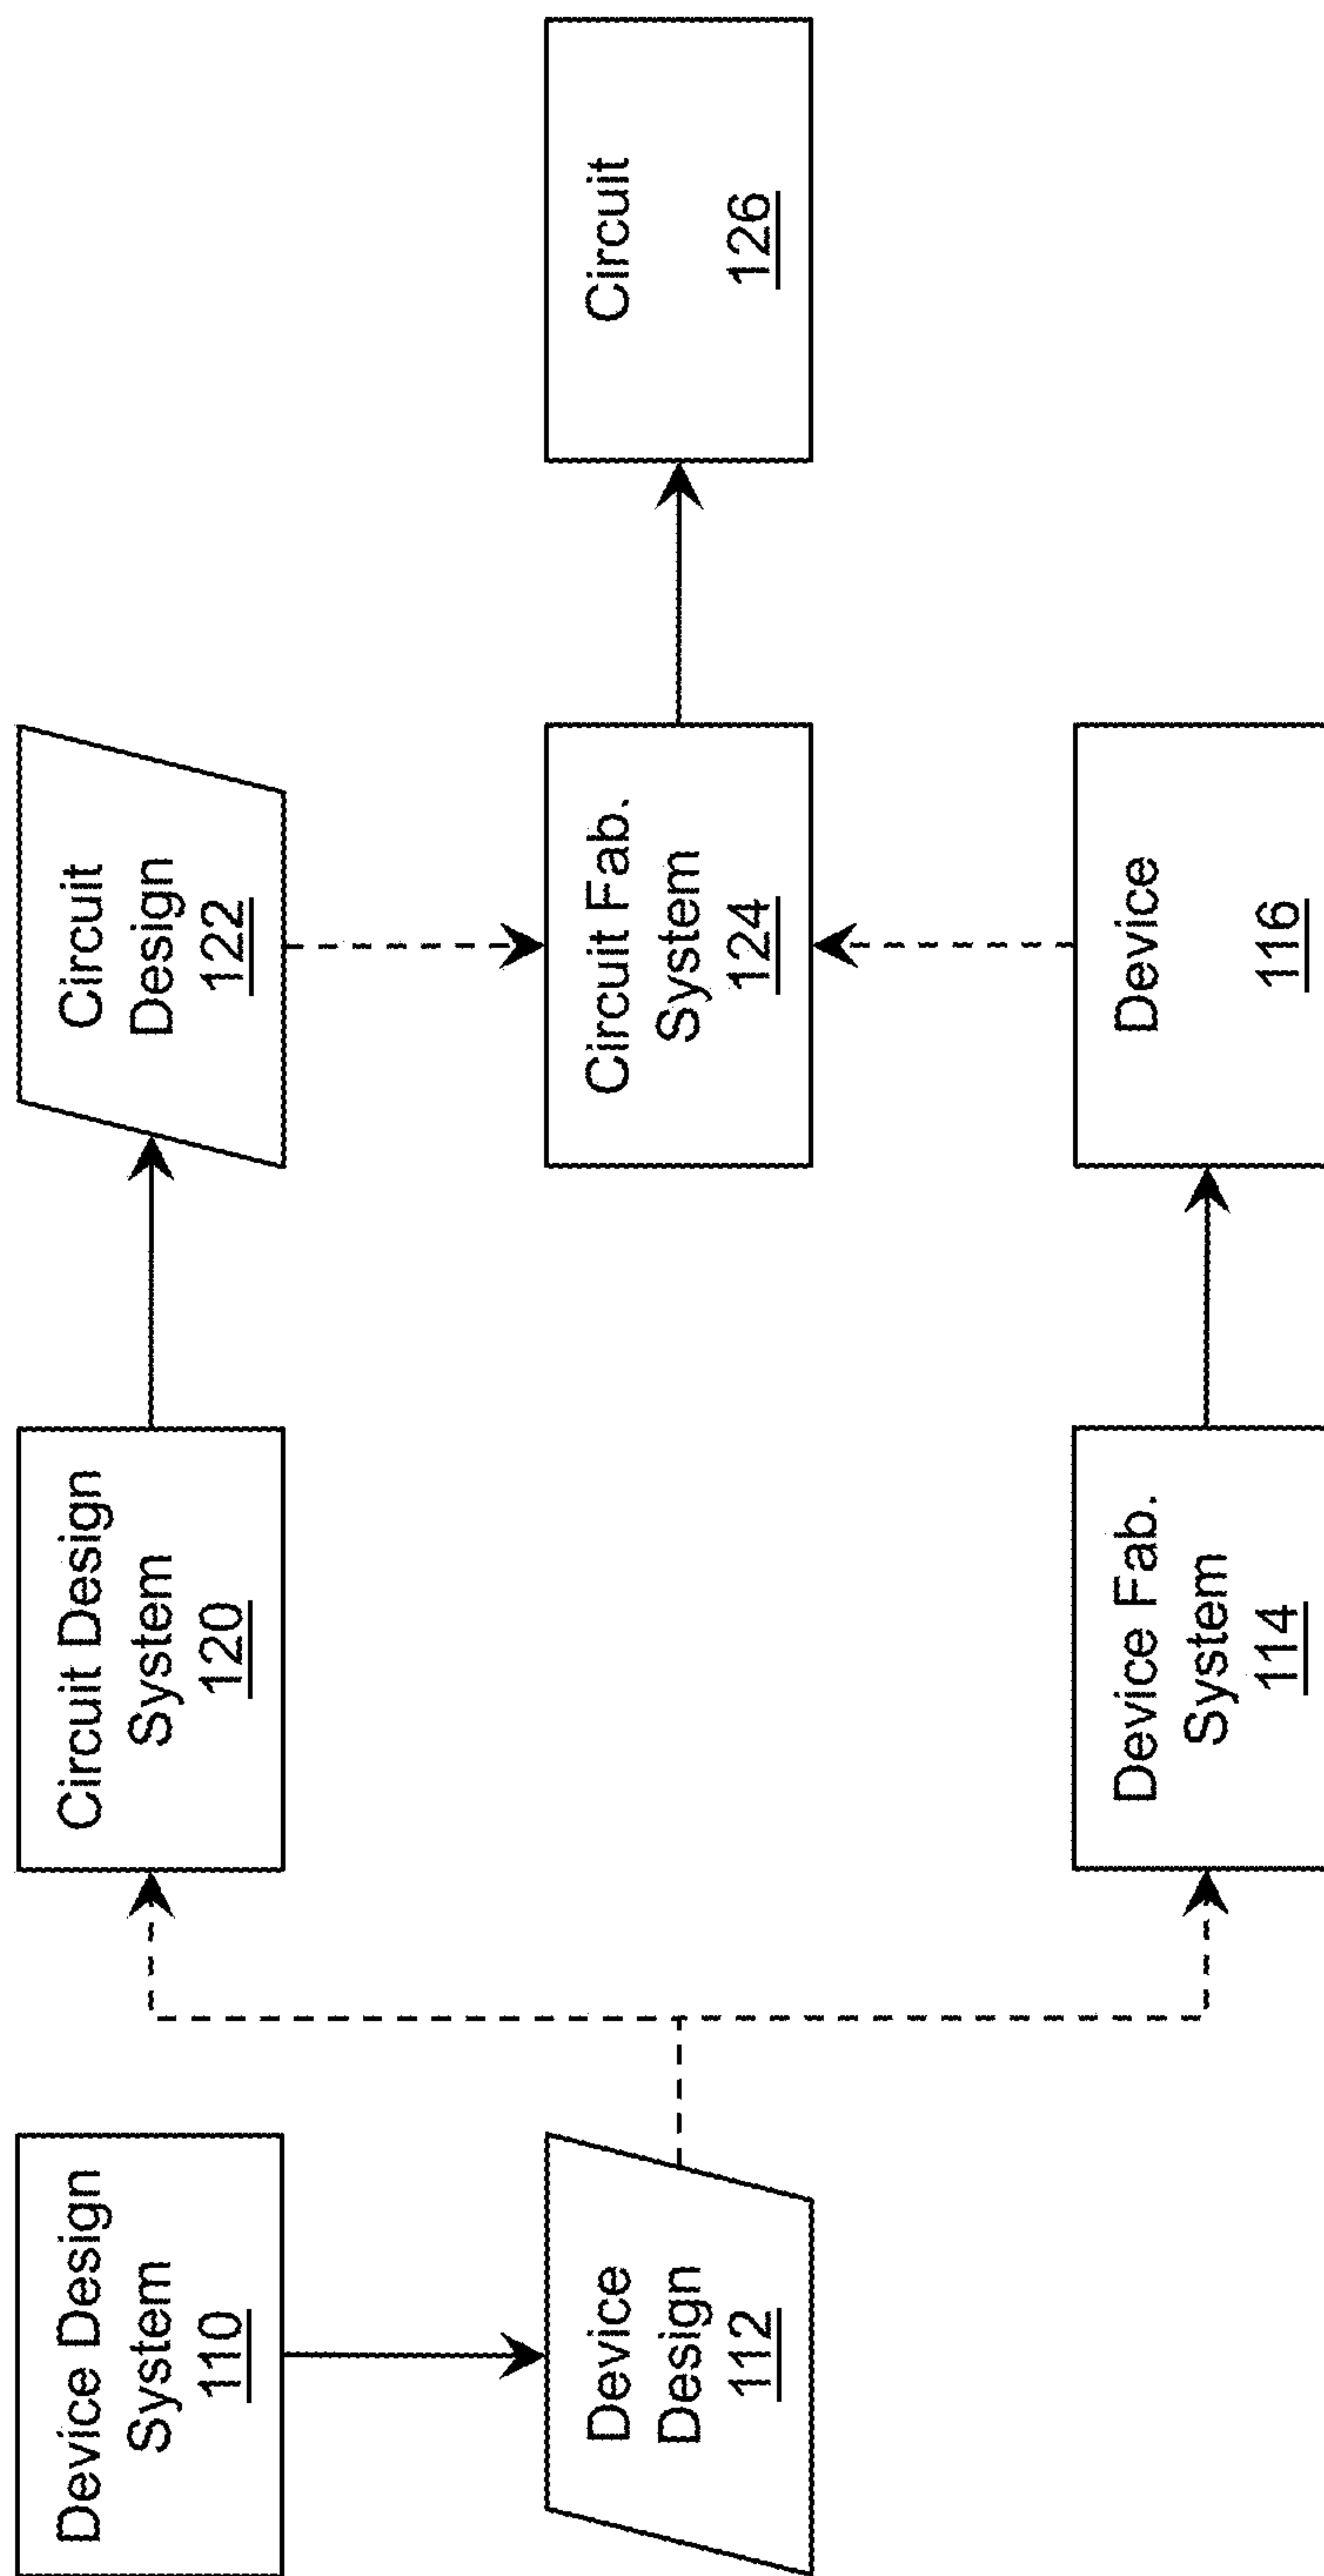 Device Design
System
110
Device
Design
112
Circuit Design
System
120
Device Fab.
System
114
Circuit
Design
122
Circuit Fab.
System
124
Device
116
Circuit
126